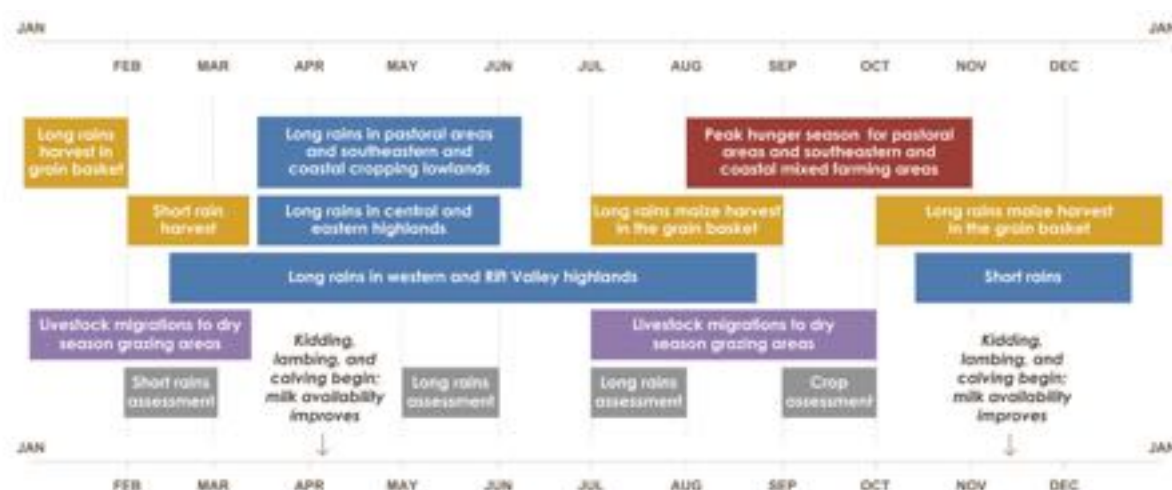 JAN JAN
FEB MAR APR MAY JUN JUL AUG SEP OCT NOV DEC
Long rains
harvest in
grain basket
Long rains in pastoral areas
and southeastern and
coastal cropping lowlands
Peak hunger season for pastoral
areas and southeastern and
coastal mixed farming areas
Short rain
harvest
Long rains in central and
eastern highlands
Long rains maize harvest
in the grain basket
Long rains maize harvest
in the grain basket
Long rains in western and Rift Valley highlands
Short rains
Livestock migrations to dry
season grazing areas
Kidding,
lambing, and
calving begin;
milk availability
improves
Livestock migrations to dry
season grazing areas
Kidding,
lambing, and
calving begin;
milk availability
improves
Short rains
assessment
Long rains
assessment
Long rains
assessment
Crop
assessment
JAN JAN
FEB MAR APR MAY JUN JUL AUG SEP OCT NOV DEC